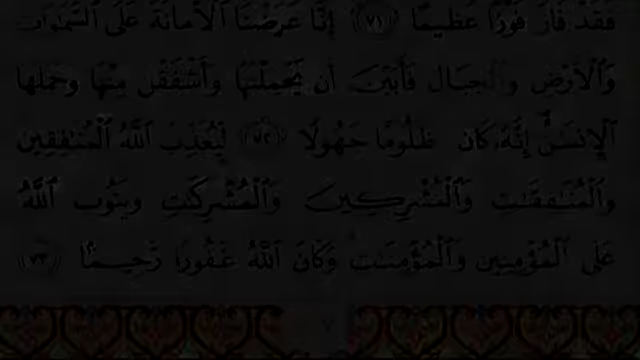 فَقَدْ فَازَ فَوْزًا عَظِيمًا ﴿٧١﴾ إِنَّا عَرَضْنَا ٱلْأَمَانَةَ عَلَى ٱلسَّمَٰوَٰتِ
وَٱلْأَرْضِ وَٱلْجِبَالِ فَأَبَيْنَ أَن يَحْمِلْنَهَا وَأَشْفَقْنَ مِنْهَا وَحَمَلَهَا
ٱلْإِنسَٰنُ إِنَّهُۥ كَانَ ظَلُومًا جَهُولًا ﴿٧٢﴾ لِّيُعَذِّبَ ٱللَّهُ ٱلْمُنَٰفِقِينَ
وَٱلْمُنَٰفِقَٰتِ وَٱلْمُشْرِكِينَ وَٱلْمُشْرِكَٰتِ وَيَتُوبَ ٱللَّهُ
عَلَى ٱلْمُؤْمِنِينَ وَٱلْمُؤْمِنَٰتِ وَكَانَ ٱللَّهُ غَفُورًا رَّحِيمًا ﴿٧٣﴾